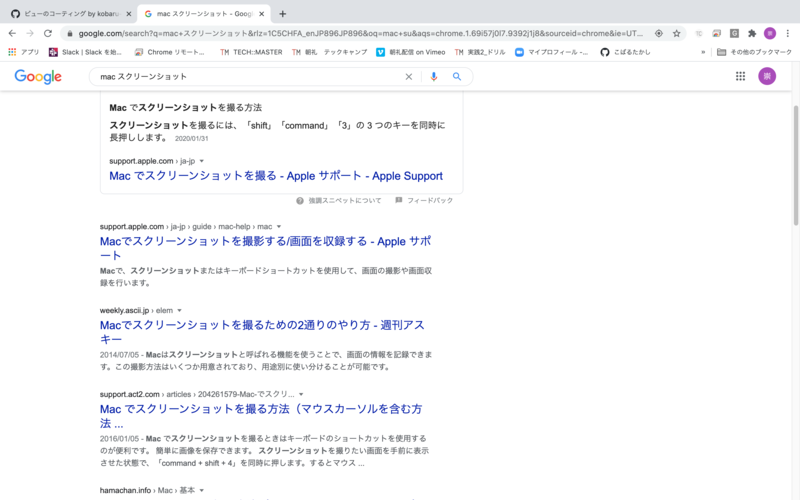 ビューのコーディング by kobana
mac スクリーンショット - Googl
google.com/search?q=mac+スクリーンショット&rlz=1C5CHFA_enJP896JP896&oq=mac+su&aqs=chrome.1.69i57j0l7.9392j1j8&sourceid=chrome&ie=UT...
アプリ
Slack | Slack を始...
Chrome リモート...
TM TECH::MASTER
TM 朝礼 テックキャンプ
朝礼配信 on Vimeo
TM 実践2_ドリル
マイプロフィール -...
こばるたかし
»
その他のブックマーク
Google
mac スクリーンショット
崇
Mac でスクリーンショットを撮る方法
スクリーンショットを撮るには、「shift」「command」「3」の 3 つのキーを同時に
長押しします。 2020/01/31
support.apple.com › ja-jp
Mac でスクリーンショットを撮る - Apple サポート - Apple Support
強調スニペットについて
フィードバック
support.apple.com › ja-jp › guide › mac-help › mac
Macでスクリーンショットを撮影する/画面を収録する - Apple サポ
ート
Macで、スクリーンショットまたはキーボードショートカットを使用して、画面の撮影や画面収
録を行います。
weekly.ascii.jp › elem
Macでスクリーンショットを撮るための2通りのやり方 - 週刊アス
キー
2014/07/05 - Macはスクリーンショットと呼ばれる機能を使うことで、画面の情報を記録できま
す。この撮影方法はいくつか用意されており、用途別に使い分けることが可能です。
support.act2.com › articles › 204261579-Mac-でスクリ...
Mac でスクリーンショットを撮る方法（マウスカーソルを含む方
法 ...
2016/01/05 - Mac でスクリーンショットを撮るときはキーボードのショートカットを使用する
のが便利です。 簡単に画像を保存できます。 スクリーンショットを撮りたい画面を手前に表示
させた状態で、「command + shift + 4」を同時に押します。するとマウス ...
hamachan.info › Mac › 基本